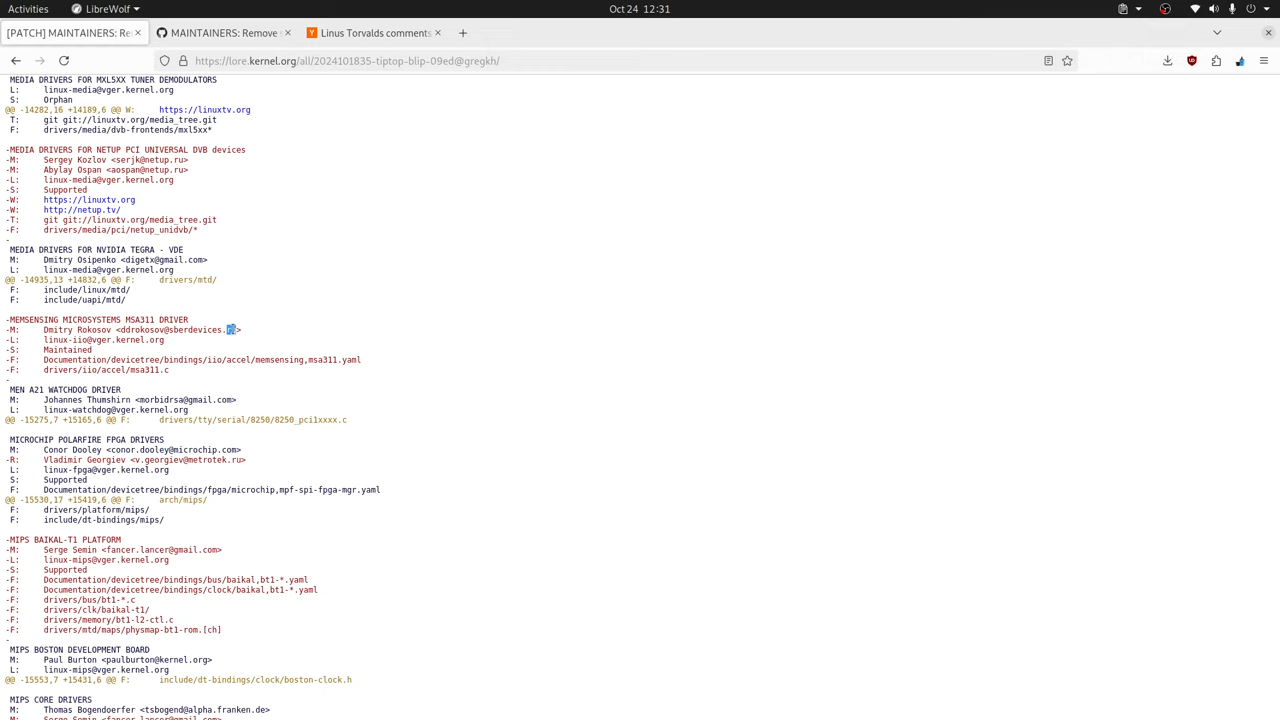 Activities LibreWolf Oct 24 12:31
[PATCH] MAINTAINERS: Re × MAINTAINERS: Remove × Linus Torvalds comments × +
https://lore.kernel.org/all/2024101835-tiptop-blip-09ed@gregkh/
MEDIA DRIVERS FOR MXL5XX TUNER DEMODULATORS
L: linux-media@vger.kernel.org
S: Orphan
@@ -14282,16 +14189,6 @@ W: https://linuxtv.org
T: git git://linuxtv.org/media_tree.git
F: drivers/media/dvb-frontends/mxl5xx*
-MEDIA DRIVERS FOR NETUP PCI UNIVERSAL DVB devices
-M: Sergey Kozlov <serjk@netup.ru>
-M: Abylay Ospan <aospan@netup.ru>
-L: linux-media@vger.kernel.org
-S: Supported
-W: https://linuxtv.org
-W: http://netup.tv/
-T: git git://linuxtv.org/media_tree.git
-F: drivers/media/pci/netup_unidvb/*
-
MEDIA DRIVERS FOR NVIDIA TEGRA - VDE
M: Dmitry Osipenko <digetx@gmail.com>
L: linux-media@vger.kernel.org
@@ -14935,13 +14832,6 @@ F: drivers/mtd/
F: include/linux/mtd/
F: include/uapi/mtd/
-MEMSENSING MICROSYSTEMS MSA311 DRIVER
-M: Dmitry Rokosov <ddrokosov@sberdevices.>
-L: linux-iio@vger.kernel.org
-S: Maintained
-F: Documentation/devicetree/bindings/iio/accel/memsensing,msa311.yaml
-F: drivers/iio/accel/msa311.c
-
MEN A21 WATCHDOG DRIVER
M: Johannes Thumshirn <morbidrsa@gmail.com>
L: linux-watchdog@vger.kernel.org
@@ -15275,7 +15165,6 @@ F: drivers/tty/serial/8250/8250_pci1xxxx.c
MICROCHIP POLARFIRE FPGA DRIVERS
M: Conor Dooley <conor.dooley@microchip.com>
-R: Vladimir Georgiev <v.georgiev@metrotek.ru>
L: linux-fpga@vger.kernel.org
S: Supported
F: Documentation/devicetree/bindings/fpga/microchip,mpf-spi-fpga-mgr.yaml
@@ -15530,17 +15419,6 @@ F: arch/mips/
F: drivers/platform/mips/
F: include/dt-bindings/mips/
-MIPS BAIKAL-T1 PLATFORM
-M: Serge Semin <fancer.lancer@gmail.com>
-L: linux-mips@vger.kernel.org
-S: Supported
-F: Documentation/devicetree/bindings/bus/baikal,bt1-*.yaml
-F: Documentation/devicetree/bindings/clock/baikal,bt1-*.yaml
-F: drivers/bus/bt1-*.c
-F: drivers/clk/baikal-t1/
-F: drivers/memory/bt1-l2-ctl.c
-F: drivers/mtd/maps/physmap-bt1-rom.[ch]
-
MIPS BOSTON DEVELOPMENT BOARD
M: Paul Burton <paulburton@kernel.org>
L: linux-mips@vger.kernel.org
@@ -15553,7 +15431,6 @@ F: include/dt-bindings/clock/boston-clock.h
MIPS CORE DRIVERS
M: Thomas Bogendoerfer <tsbogend@alpha.franken.de>
-M: Serge Semin <fancer.lancer@gmail.com>